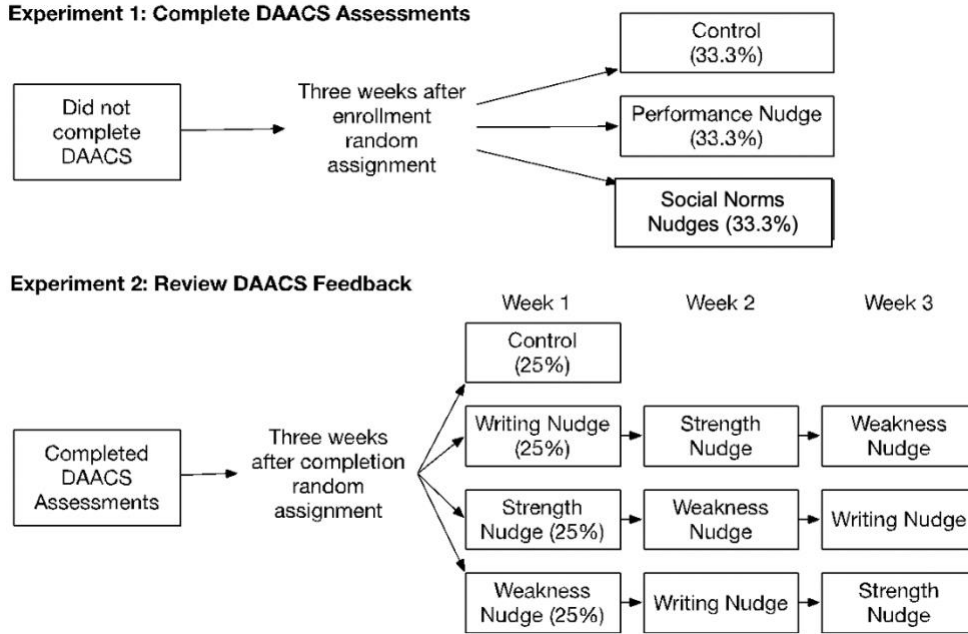 Experiment 1: Complete DAACS Assessments
Did not
complete
DAACS
Three weeks after
enrollment
random
assignment
Control
(33.3%)
Performance Nudge
(33.3%)
Social Norms
Nudges (33.3%)
Experiment 2: Review DAACS Feedback
Week 1
Week 2
Week 3
Completed
DAACS
Assessments
Three weeks
after completion
random
assignment
Control
(25%)
Writing Nudge
(25%)
Strength
Nudge
Weakness
Nudge
Strength
Nudge (25%)
Weakness
Nudge
Writing Nudge
Weakness
Nudge (25%)
Writing Nudge
Strength
Nudge